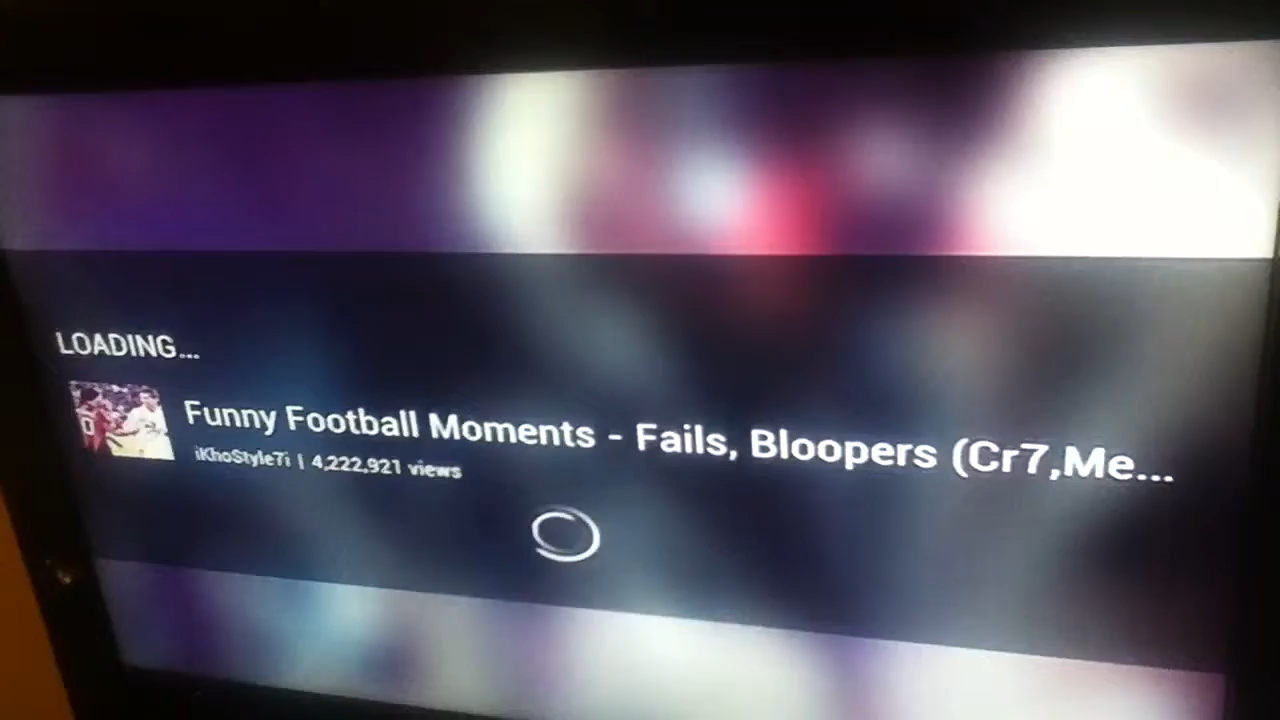 LOADING...
Funny Football Moments - Fails, Bloopers (Cr7,Me...
iKhoStyle7i | 4,222,921 views